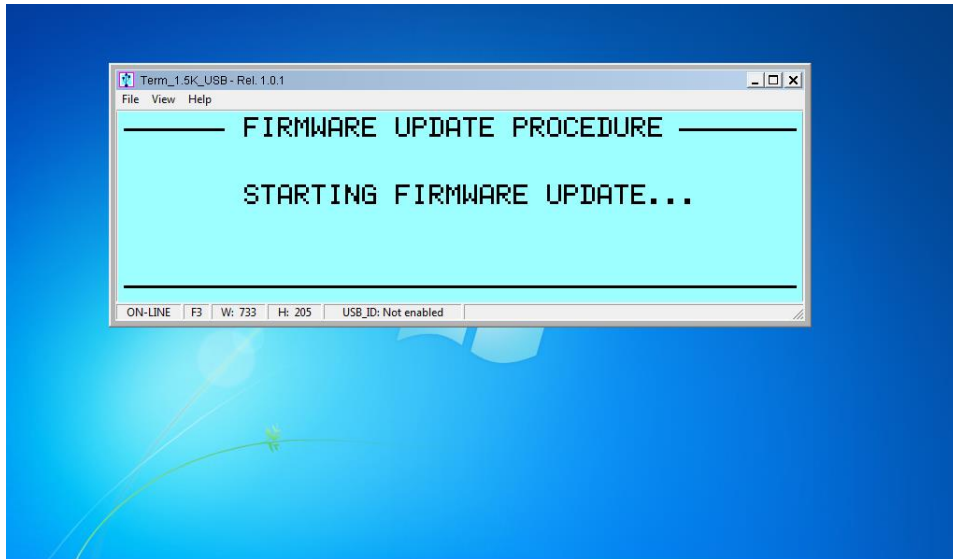 Term_1.5K_USB - Rel. 1.0.1
File View Help
FIRMWARE UPDATE PROCEDURE
STARTING FIRMWARE UPDATE...
ON-LINE F3 W: 733 H: 205 USB_ID: Not enabled